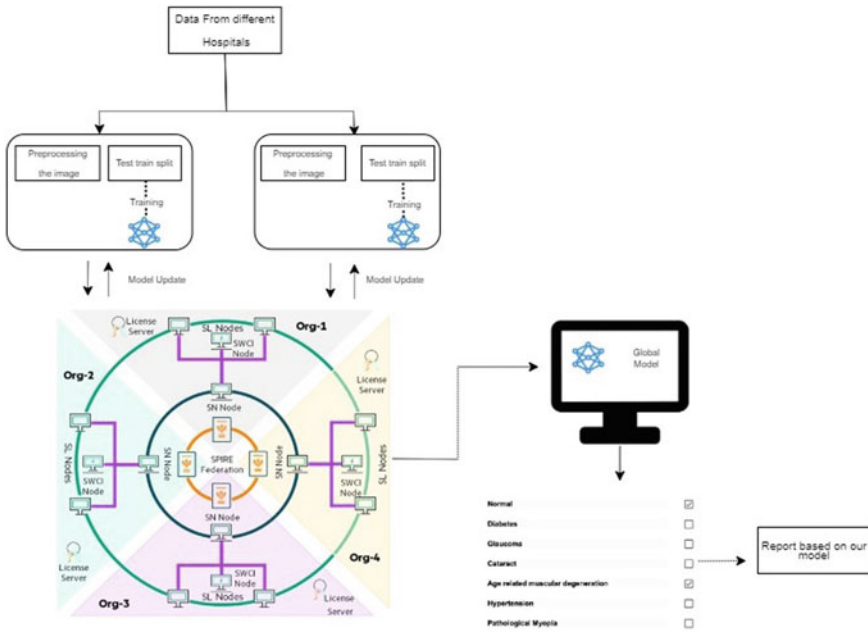 Data From different
Hospitals
Preprocessing
the image
Test train split
Training
Preprocessing
the image
Test train split
Training
Model Update
Model Update
License
Server
SL Nodes
Org-1
SWCI
Node
License
Server
Org-2
SN Node
SL Nodes
SWCI
Node
SN Node
SPIRE
Federation
SN Node
SWCI
Node
SL Nodes
SN Node
License
Server
Org-4
SWCI
Node
Org-3
SL Nodes
License
Server
Global
Model
Normal
Diabetes
Glaucoma
Cataract
Age related muscular degeneration
Hypertension
Pathological Myopia
Report based on our
model